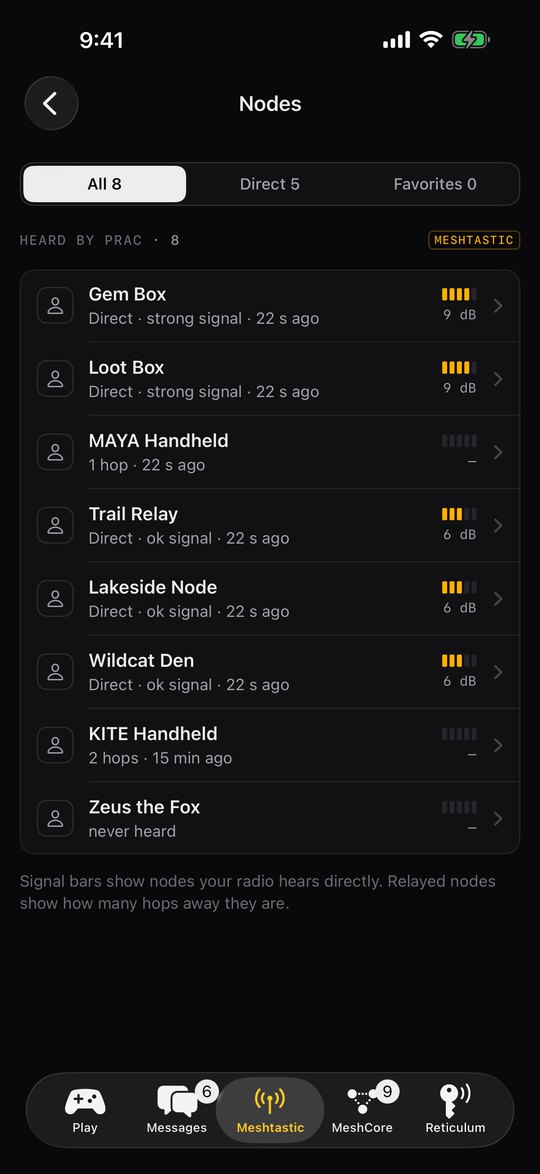 9:41
Nodes
All 8
Direct 5
Favorites 0
HEARD BY PRAC · 8
MESHTASTIC
Gem Box
Direct · strong signal · 22 s ago
9 dB
Loot Box
Direct · strong signal · 22 s ago
9 dB
MAYA Handheld
1 hop · 22 s ago
—
Trail Relay
Direct · ok signal · 22 s ago
6 dB
Lakeside Node
Direct · ok signal · 22 s ago
6 dB
Wildcat Den
Direct · ok signal · 22 s ago
6 dB
KITE Handheld
2 hops · 15 min ago
—
Zeus the Fox
never heard
—
Signal bars show nodes your radio hears directly. Relayed nodes
show how many hops away they are.
Play
6
Messages
Meshtastic
9
MeshCore
Reticulum